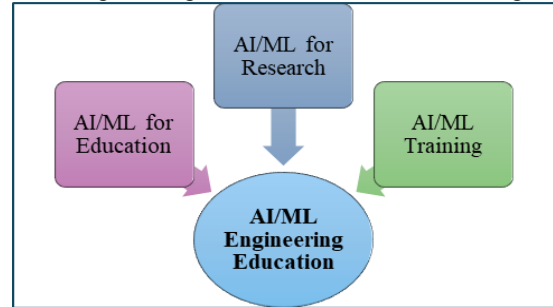 AI/ML for
Research
AI/ML for
Education
AI/ML
Training
AI/ML
Engineering
Education